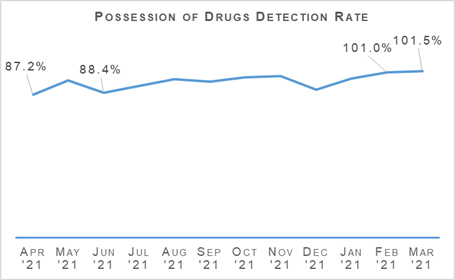 POSSESSION OF DRUGS DETECTION RATE
87.2%
88.4%
101.0%
101.5%
APR MAY JUN JUL AUG SEP OCT NOV DEC JAN FEB MAR
'21 '21 '21 '21 '21 '21 '21 '21 '21 '21 '21 '21